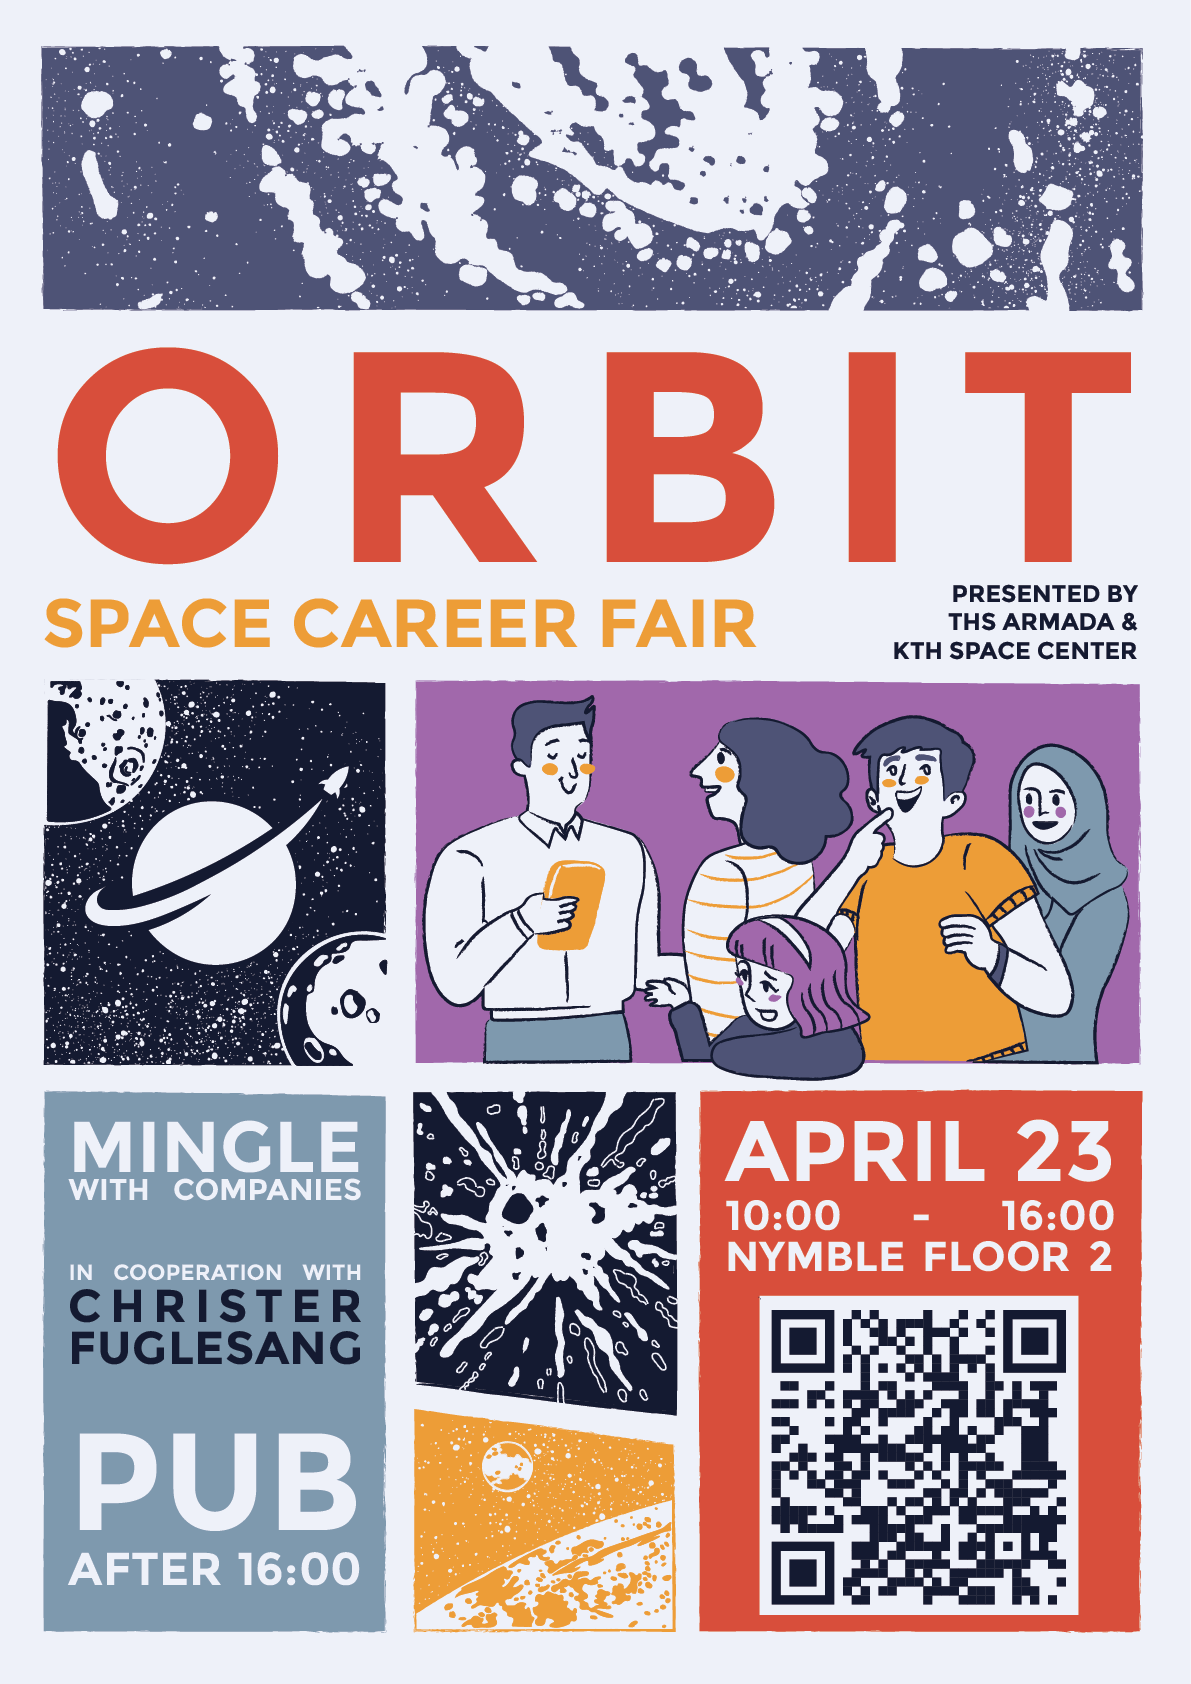 ORBIT
SPACE CAREER FAIR
PRESENTED BY
THS ARMADA &
KTH SPACE CENTER
MINGLE
WITH COMPANIES
IN COOPERATION WITH
CHRISTER
FUGLESANG
PUB
AFTER 16:00
APRIL 23
10:00 - 16:00
NYMBLE FLOOR 2